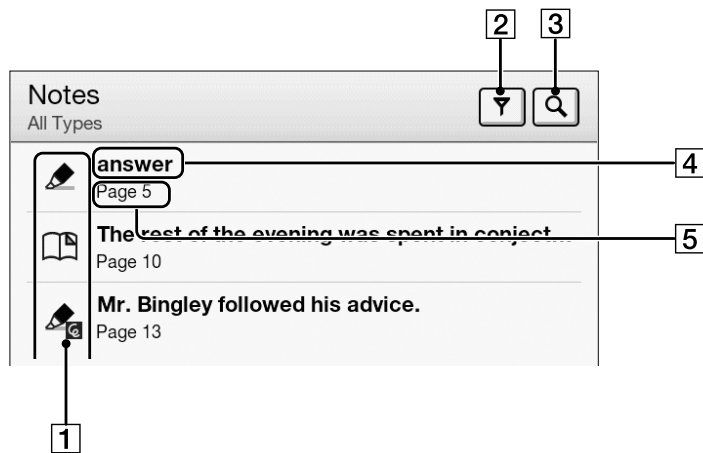 2 3
Notes
All Types
answer
4
Page 5
5
The rest of the evening was spent in conject...
Page 10
Mr. Bingley followed his advice.
Page 13
1